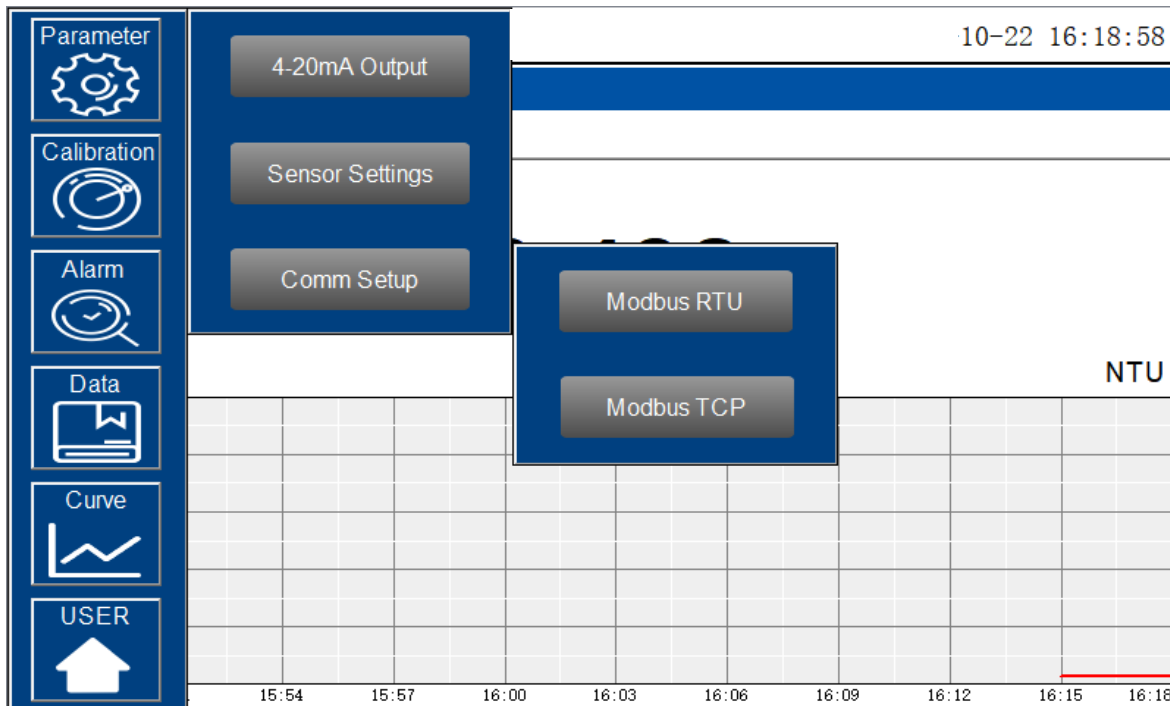 Parameter
4-20mA Output
10-22 16:18:58
Calibration
Sensor Settings
Alarm
Comm Setup
Modbus RTU
NTU
Data
Modbus TCP
Curve
USER
15:54 15:57 16:00 16:03 16:06 16:09 16:12 16:15 16:18